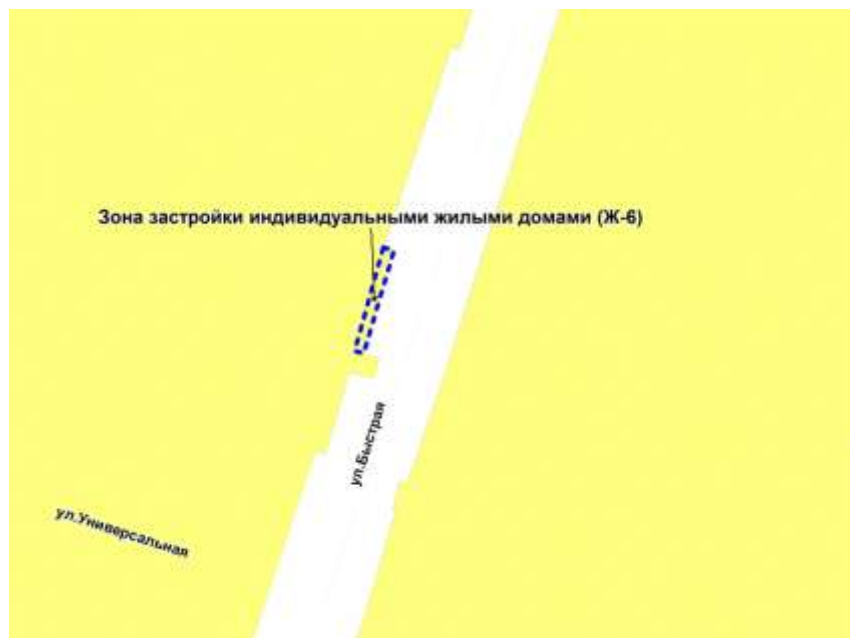 Зона застройки индивидуальными жилыми домами (Ж-6)
ул.Быстрая
ул.Универсальная